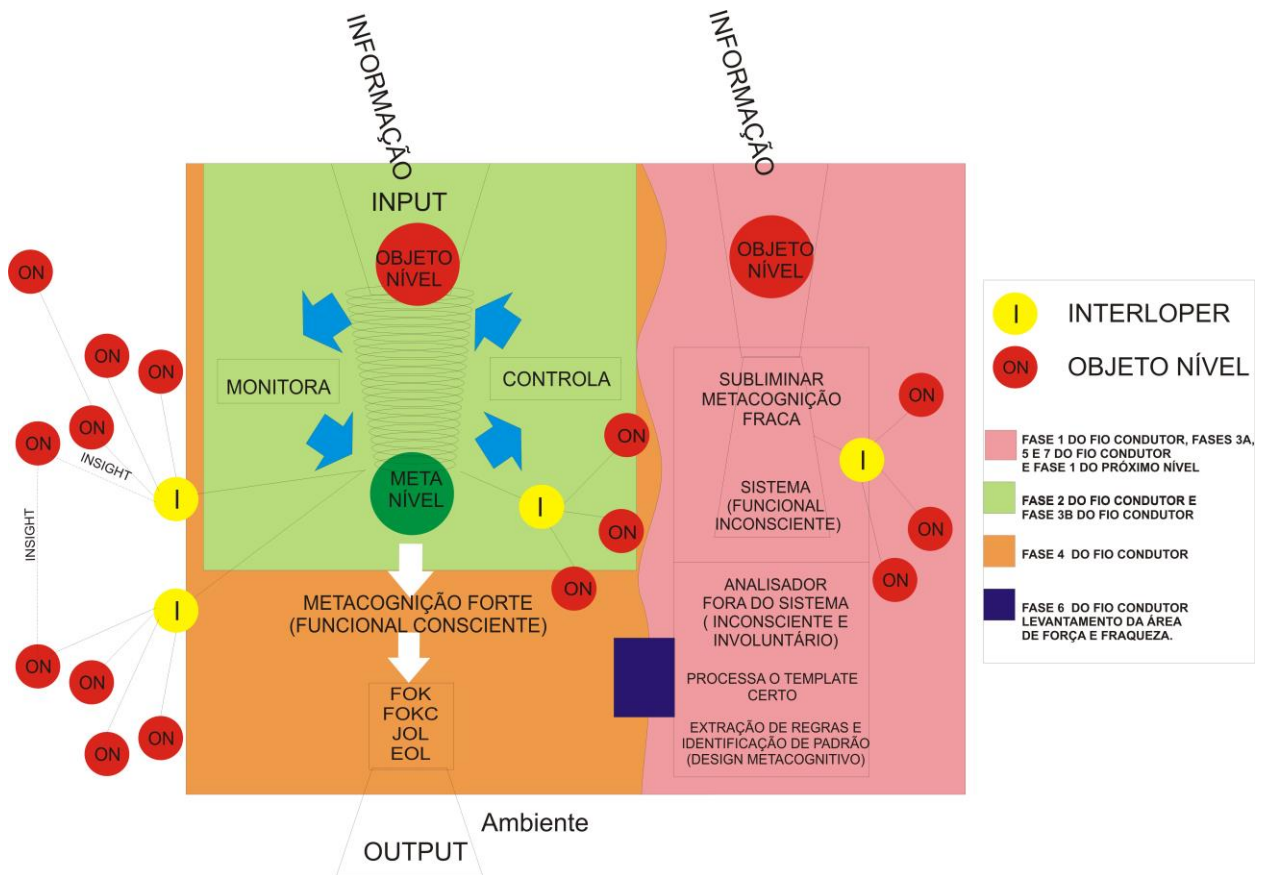 INFORMAÇÃO
INFORMAÇÃO
INPUT
OBJETO
NÍVEL
OBJETO
NÍVEL
MONITORA
CONTROLA
META
NÍVEL
I
ON
ON
ON
ON
I
ON
ON
ON
ON
ON
INSIGHT
INSIGHT
I
ON
ON
ON
ON
METACOGNIÇÃO FORTE
(FUNCIONAL CONSCIENTE)
FOK
FOKC
JOL
EOL
OUTPUT
Ambiente
SUBLIMINAR
METACOGNIÇÃO
FRACA
SISTEMA
(FUNCIONAL
INCONSCIENTE)
I
ON
ON
ON
ANALISADOR
FORA DO SISTEMA
( INCONSCIENTE E
INVOLUNTÁRIO)
PROCESSA O TEMPLATE
CERTO
EXTRAÇÃO DE REGRAS E
IDENTIFICAÇÃO DE PADRÃO
(DESIGN METACOGNITIVO)
I INTERLOPER
ON OBJETO NÍVEL
FASE 1 DO FIO CONDUTOR, FASES 3A,
5 E 7 DO FIO CONDUTOR
E FASE 1 DO PRÓXIMO NÍVEL
FASE 2 DO FIO CONDUTOR E
FASE 3B DO FIO CONDUTOR
FASE 4 DO FIO CONDUTOR
FASE 6 DO FIO CONDUTOR
LEVANTAMENTO DA ÁREA
DE FORÇA E FRAQUEZA.